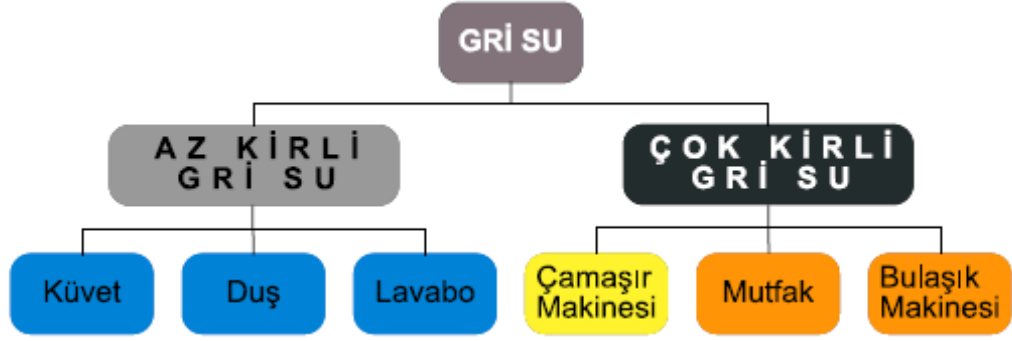 GRİ SU
AZ KİRLİ
GRİ SU
ÇOK KİRLİ
GRİ SU
Küvet
Duş
Lavabo
Çamaşır
Makinesi
Mutfak
Bulaşık
Makinesi